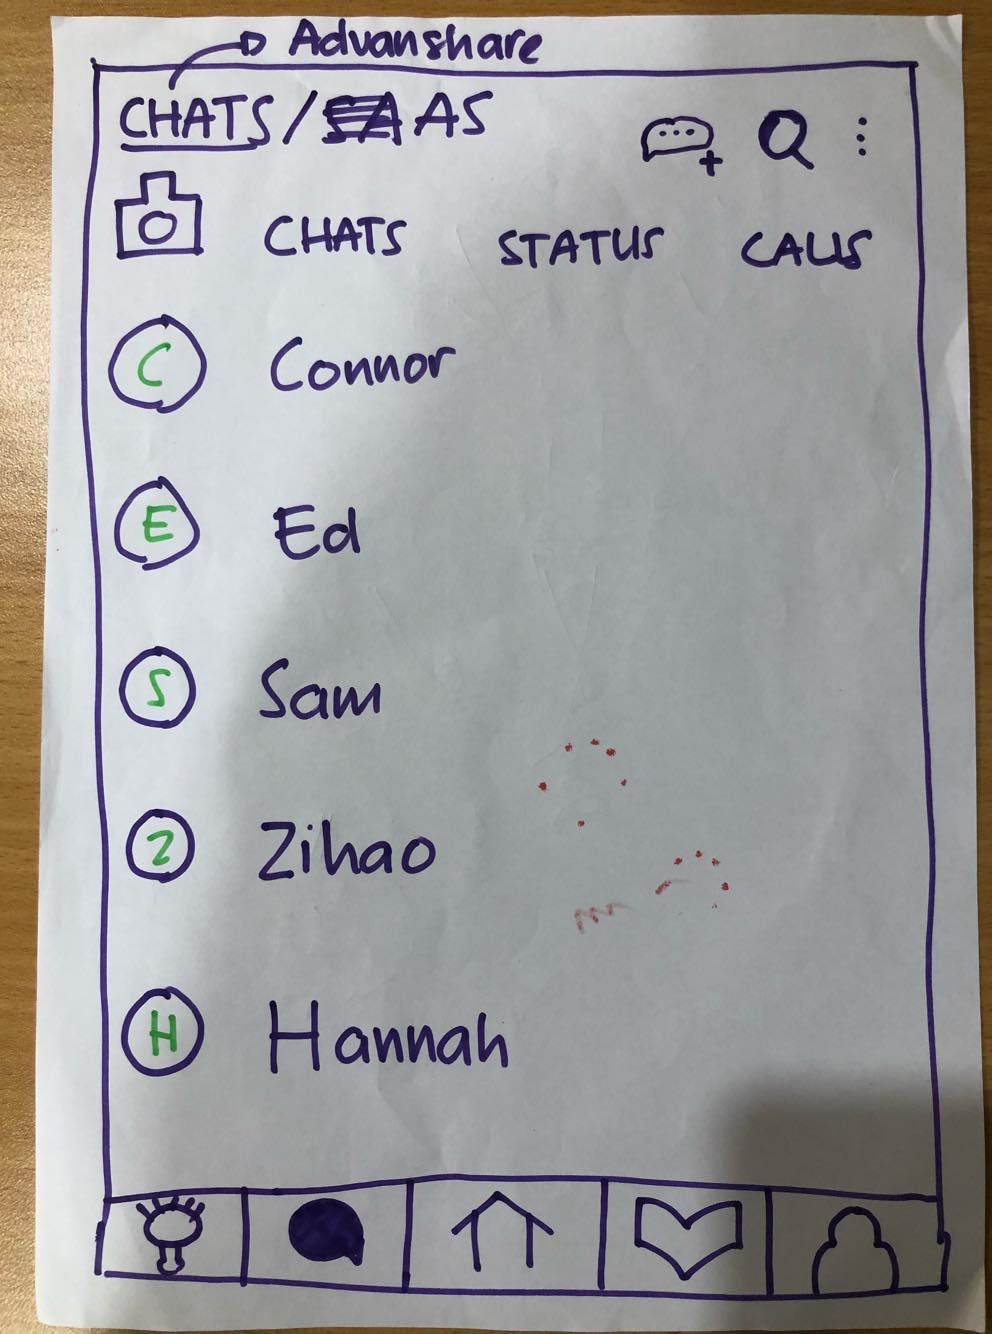 Advanshare
CHATS / AS
CHATS STATUS CALLS
C Connor
E Ed
S Sam
Z Zihao
H Hannah